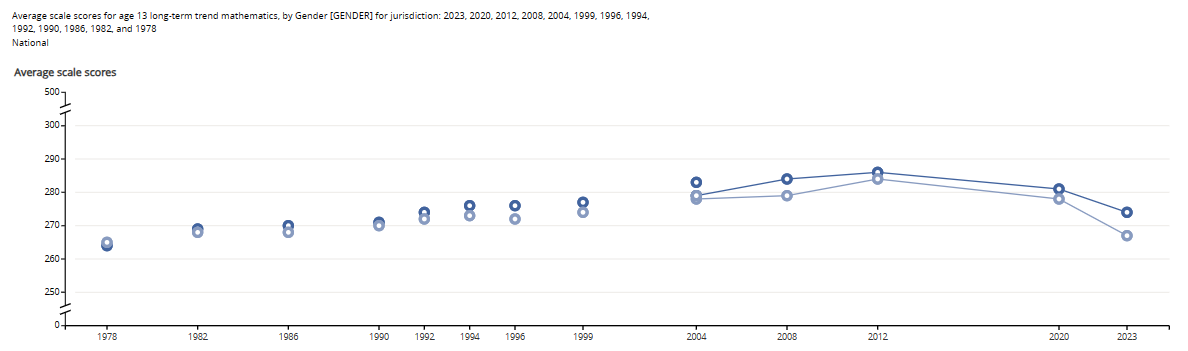 Average scale scores for age 13 long-term trend mathematics, by Gender [GENDER] for jurisdiction: 2023, 2020, 2012, 2008, 2004, 1999, 1996, 1994,
1992, 1990, 1986, 1982, and 1978
National
Average scale scores
500
300
290
280
270
260
250
0
1978 1982 1986 1990 1992 1994 1996 1999 2004 2008 2012 2020 2023